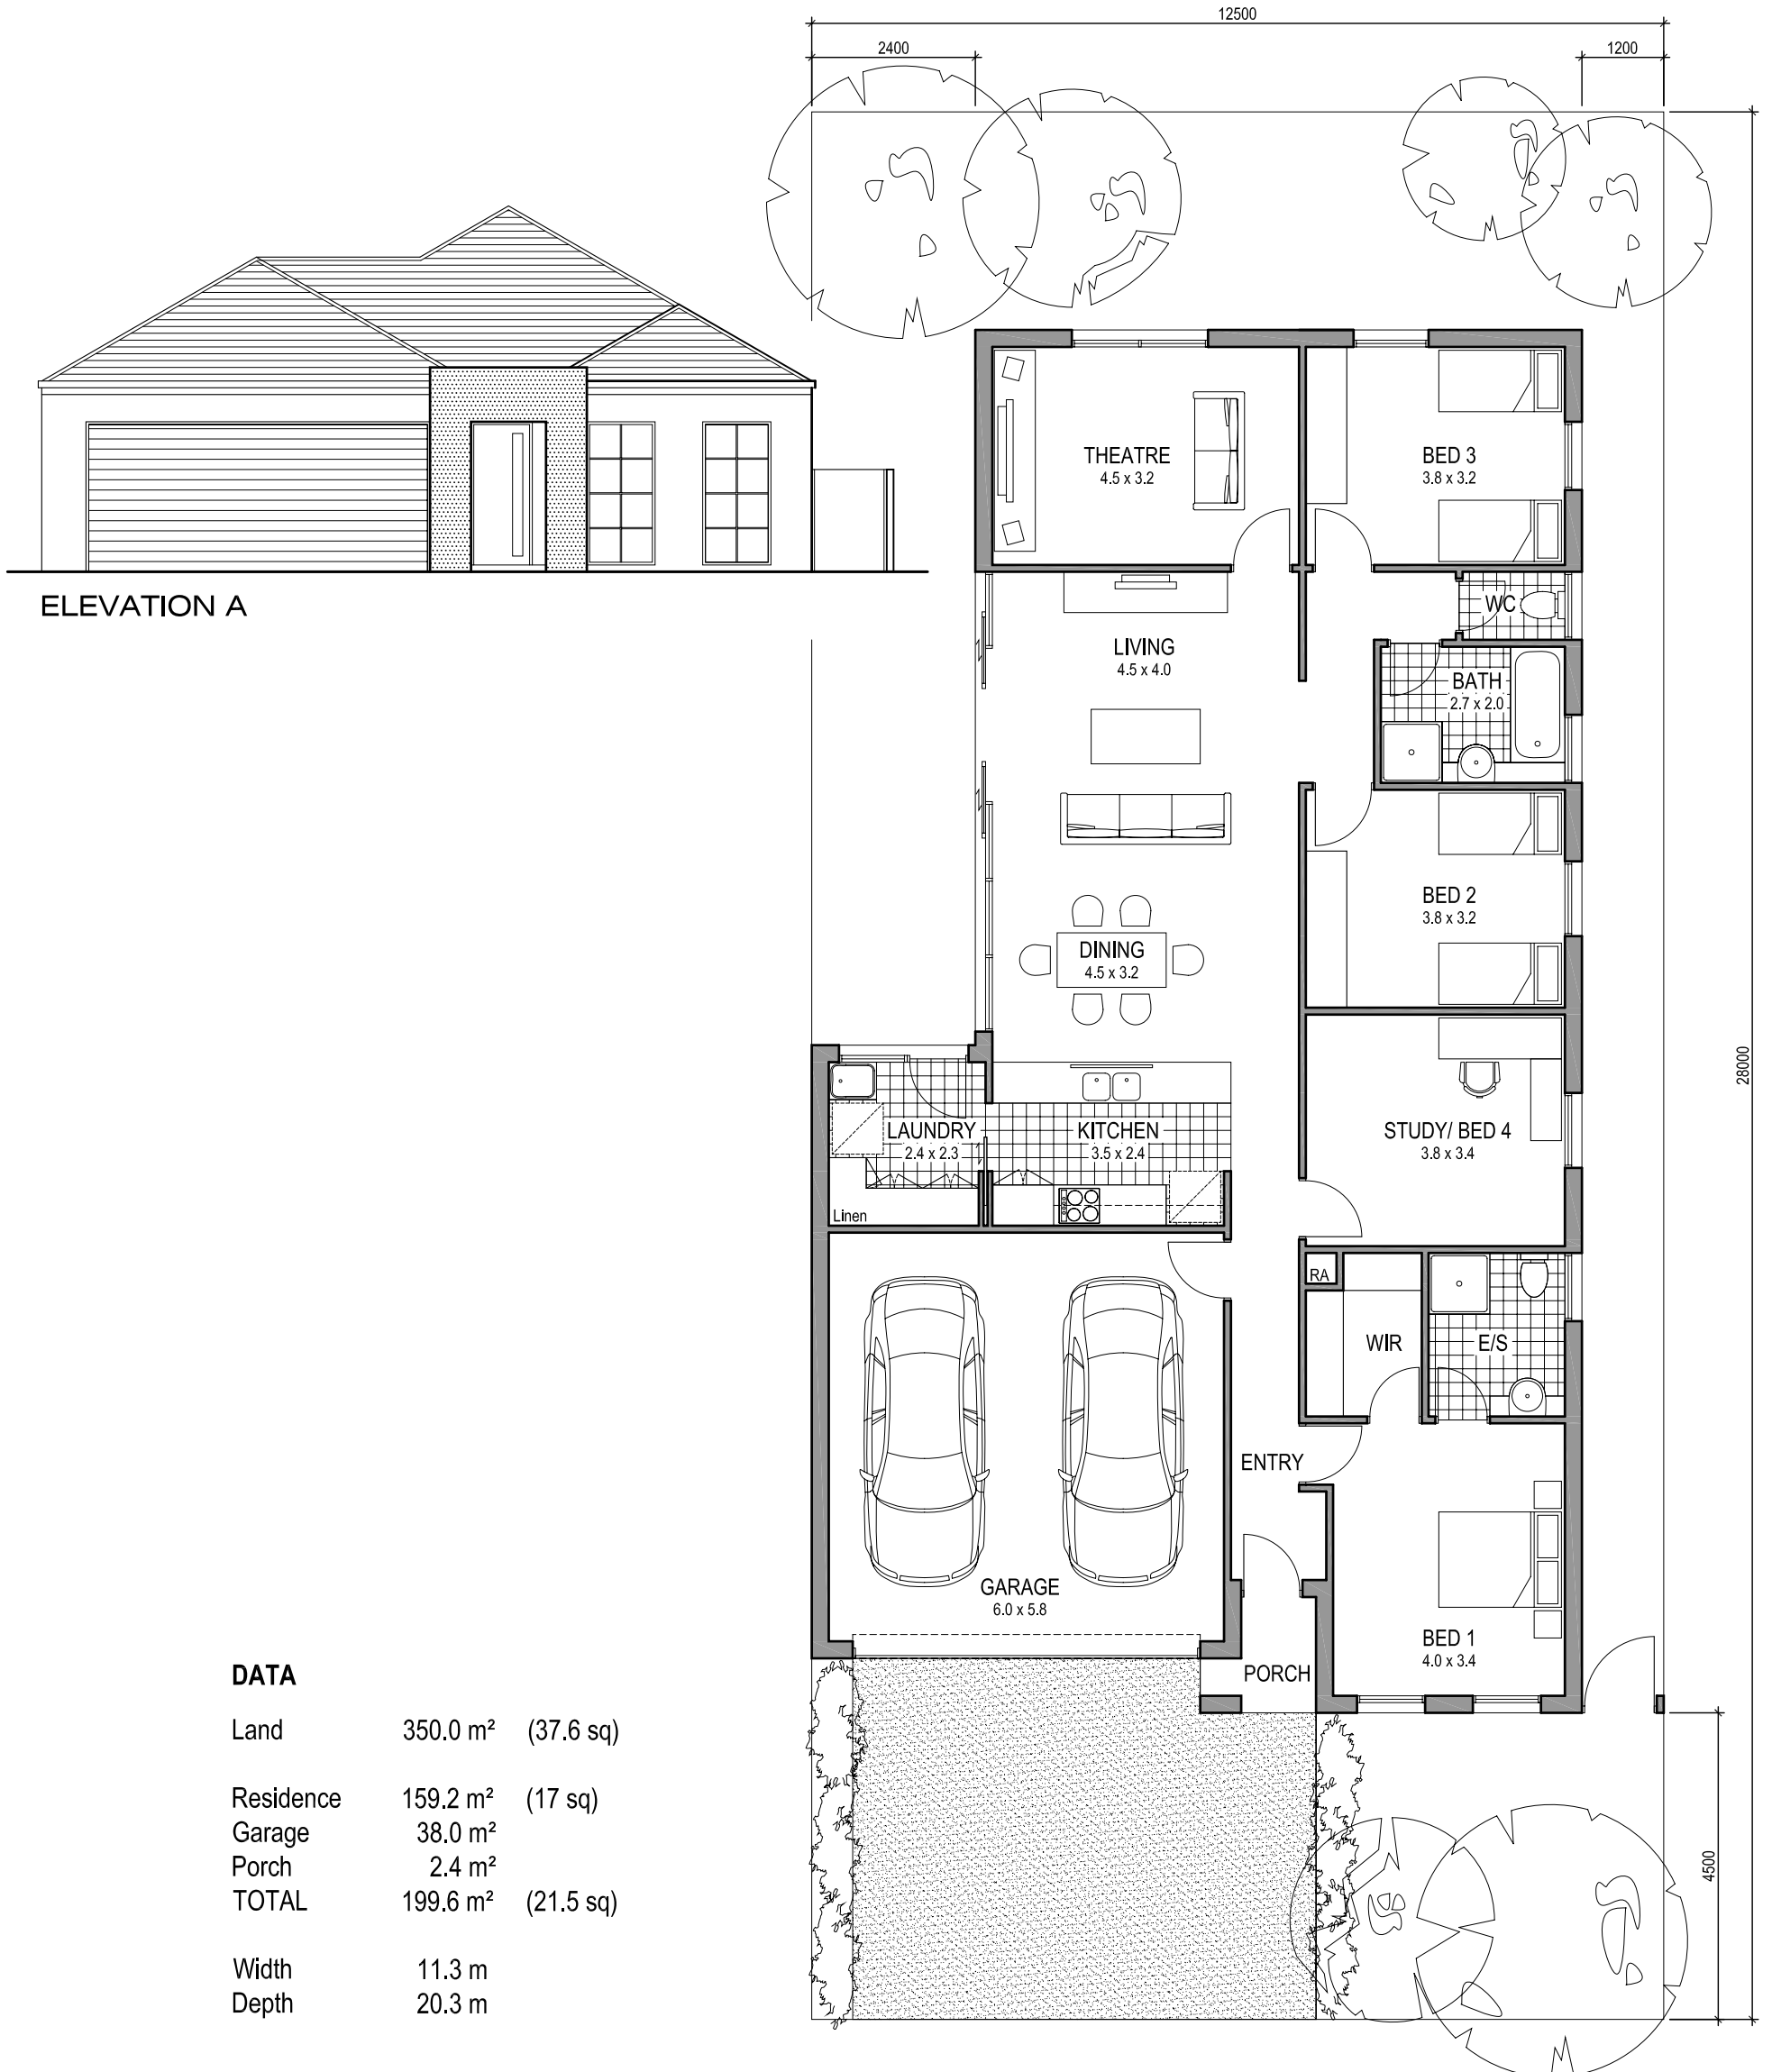 12500
2400
1200
THEATRE
4.5 x 3.2
BED 3
3.8 x 3.2
ELEVATION A
WC
LIVING
4.5 x 4.0
BATH
2.7 x 2.0
BED 2
3.8 x 3.2
DINING
4.5 x 3.2
28000
LAUNDRY
2.4 x 2.3
KITCHEN
3.5 x 2.4
STUDY/ BED 4
3.8 x 3.4
Linen
RA
WIR
E/S
ENTRY
GARAGE
6.0 x 5.8
BED 1
4.0 x 3.4
PORCH
4500
DATA
Land 350.0 m² (37.6 sq)
Residence 159.2 m² (17 sq)
Garage 38.0 m²
Porch 2.4 m²
TOTAL 199.6 m² (21.5 sq)
Width 11.3 m
Depth 20.3 m